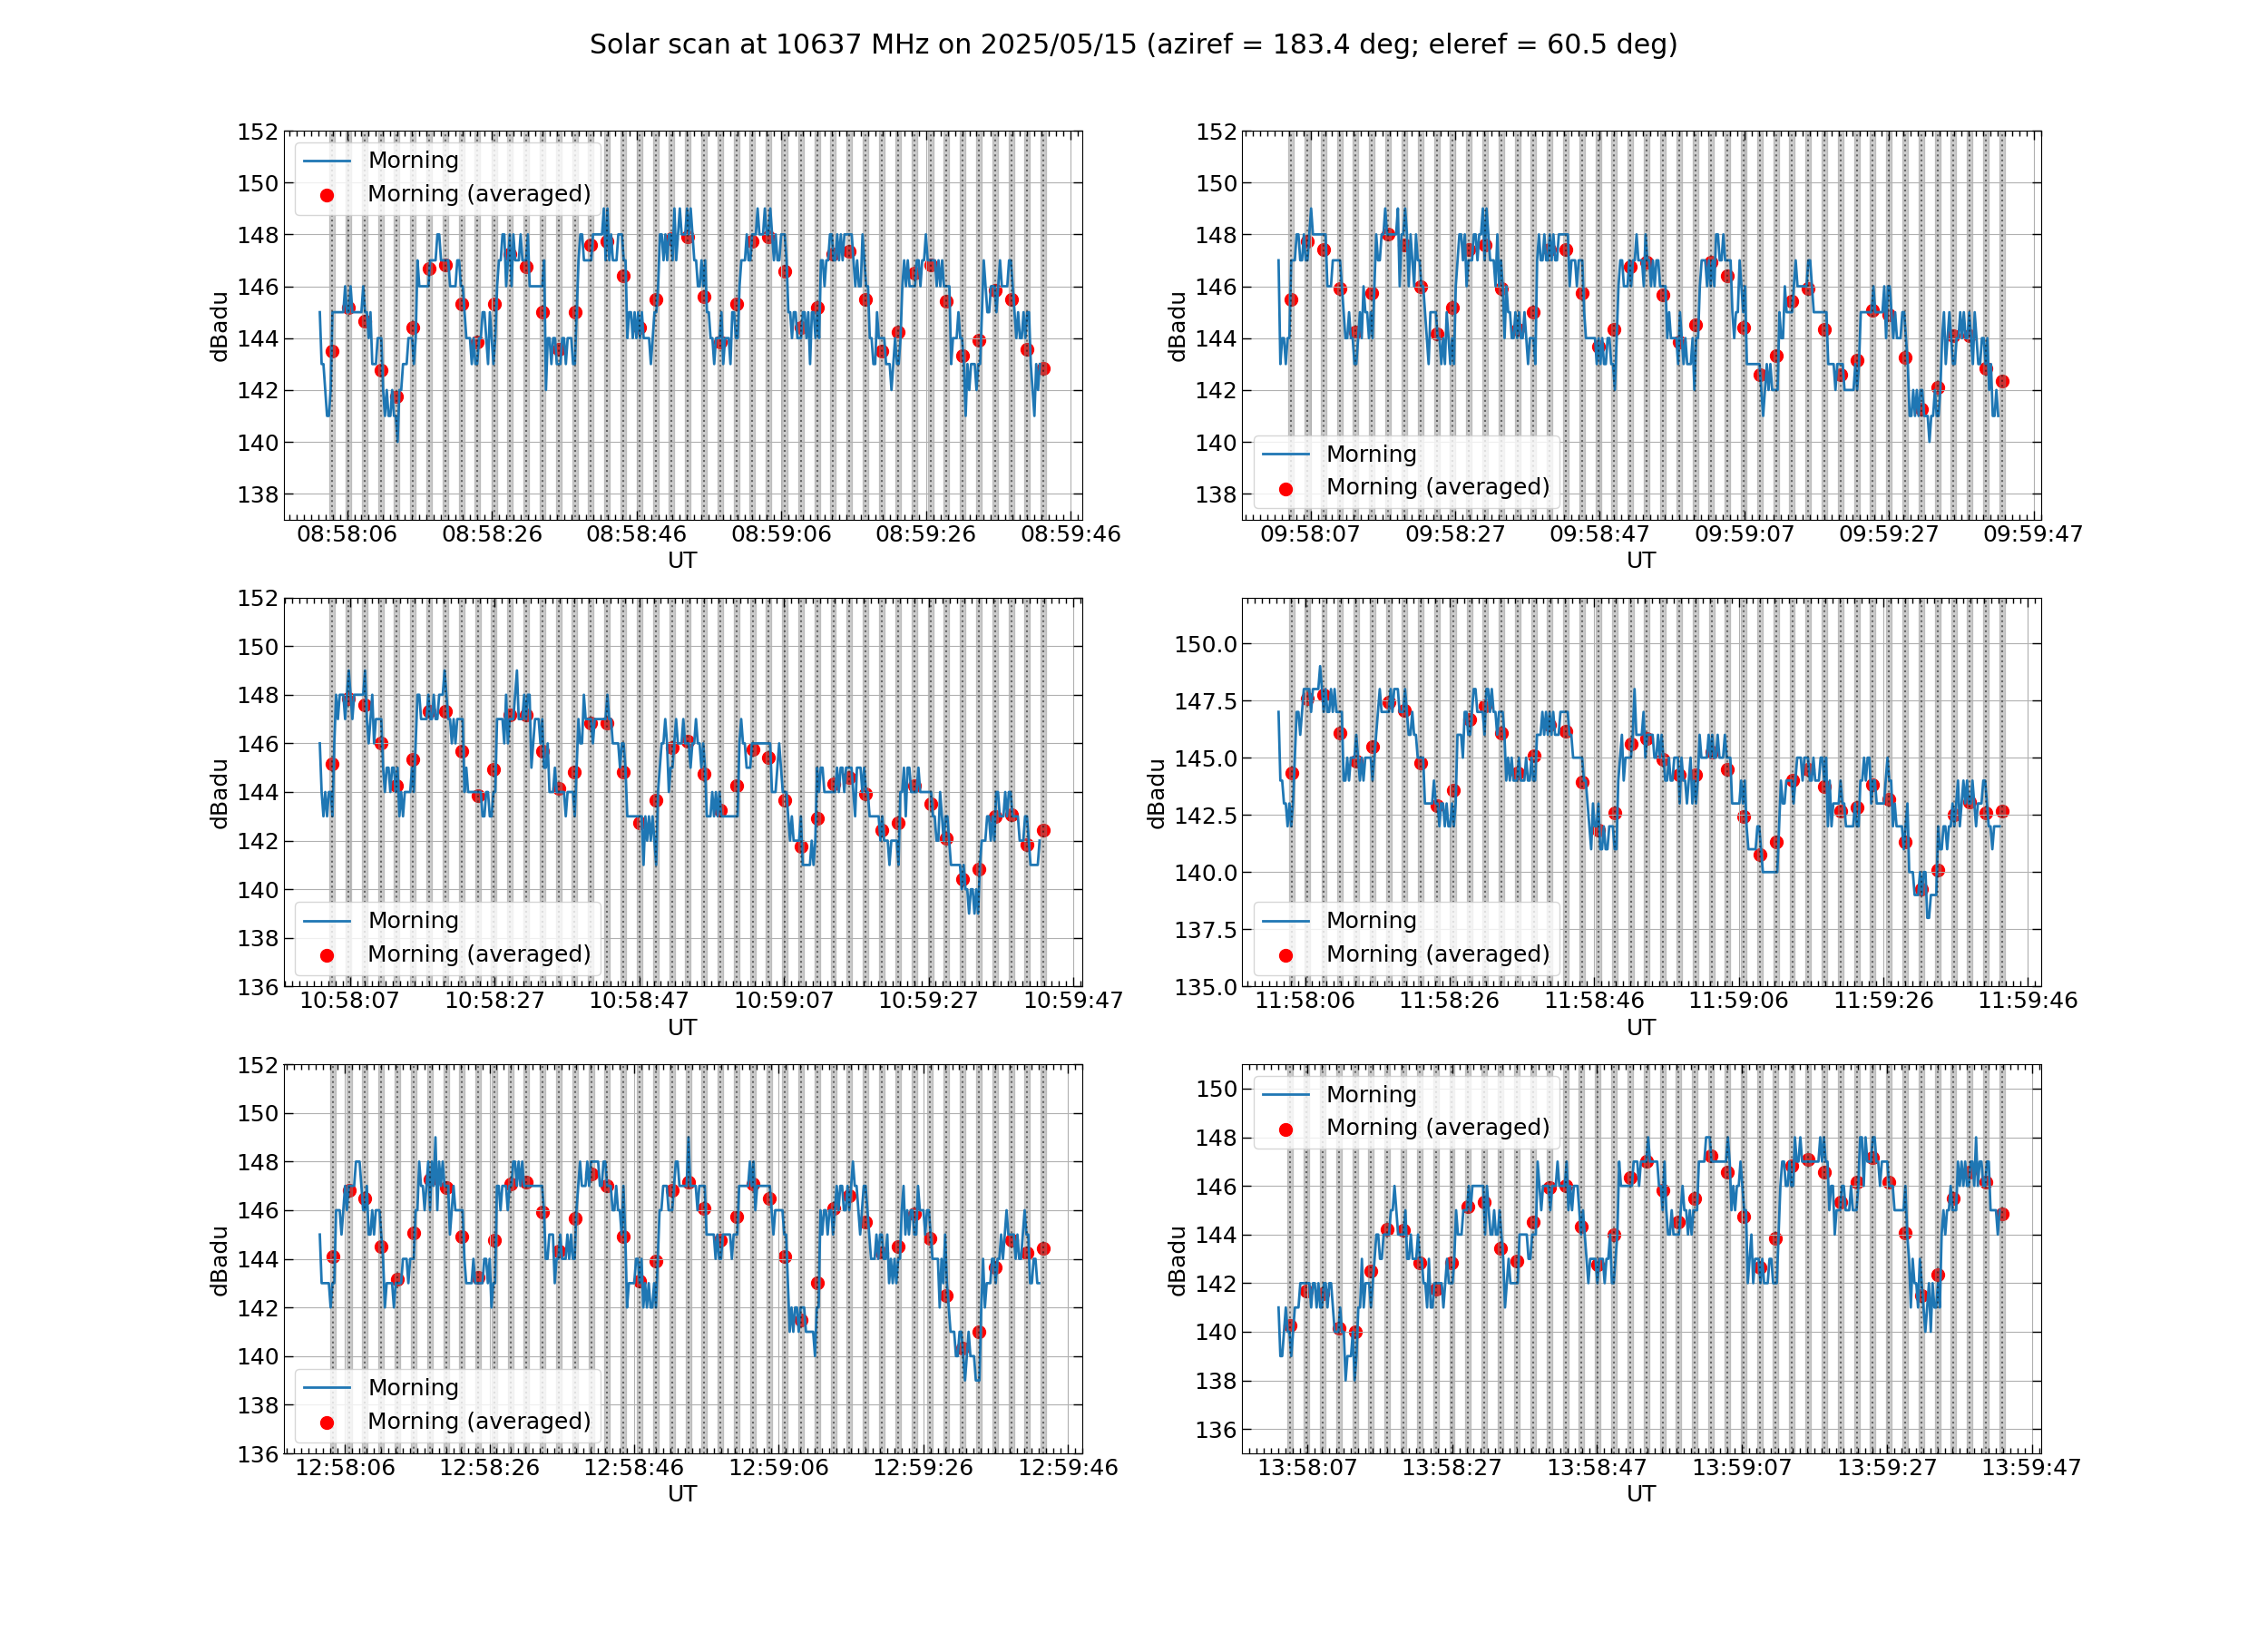 Solar scan at 10637 MHz on 2025/05/15 (aziref = 183.4 deg; eleref = 60.5 deg)
152
150
148
146
144
142
140
138
dBadu
Morning
Morning (averaged)
08:58:06 08:58:26 08:58:46 08:59:06 08:59:26 08:59:46
UT
152
150
148
146
144
142
140
138
dBadu
Morning
Morning (averaged)
09:58:07 09:58:27 09:58:47 09:59:07 09:59:27 09:59:47
UT
152
150
148
146
144
142
140
138
136
dBadu
Morning
Morning (averaged)
10:58:07 10:58:27 10:58:47 10:59:07 10:59:27 10:59:47
UT
150.0
147.5
145.0
142.5
140.0
137.5
135.0
dBadu
Morning
Morning (averaged)
11:58:06 11:58:26 11:58:46 11:59:06 11:59:26 11:59:46
UT
152
150
148
146
144
142
140
138
136
dBadu
Morning
Morning (averaged)
12:58:06 12:58:26 12:58:46 12:59:06 12:59:26 12:59:46
UT
150
148
146
144
142
140
138
136
dBadu
Morning
Morning (averaged)
13:58:07 13:58:27 13:58:47 13:59:07 13:59:27 13:59:47
UT